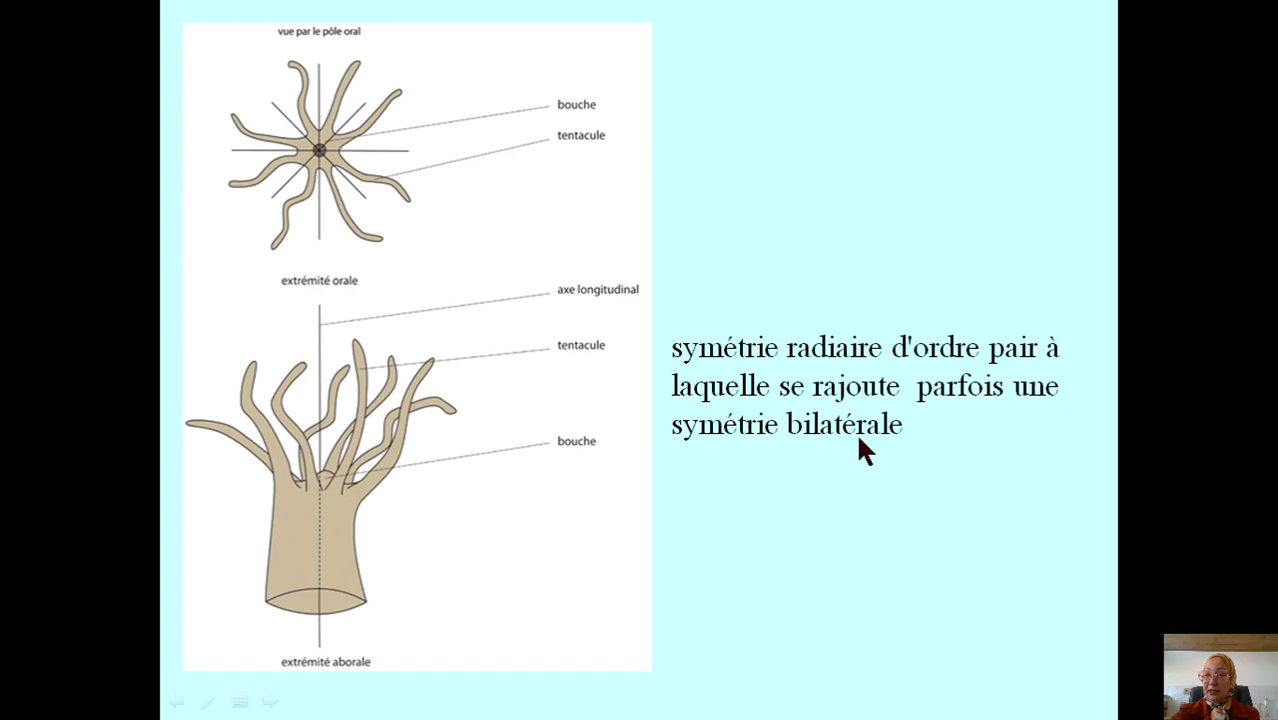 vue par le pôle oral
bouche
tentacule
extrémité orale
axe longitudinal
tentacule
bouche
extrémité aborale
symétrie radiaire d'ordre pair à
laquelle se rajoute parfois une
symétrie bilatérale